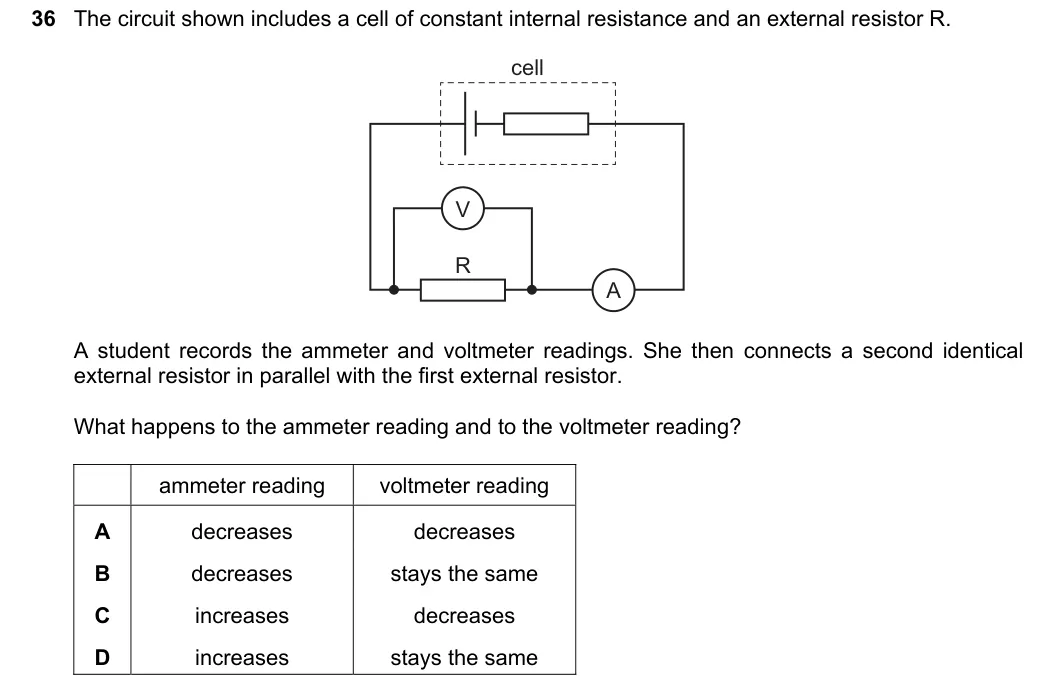 36 The circuit shown includes a cell of constant internal resistance and an external resistor R.
cell
V
R
A
A student records the ammeter and voltmeter readings. She then connects a second identical
external resistor in parallel with the first external resistor.
What happens to the ammeter reading and to the voltmeter reading?
ammeter reading voltmeter reading
A decreases decreases
B decreases stays the same
C increases decreases
D increases stays the same